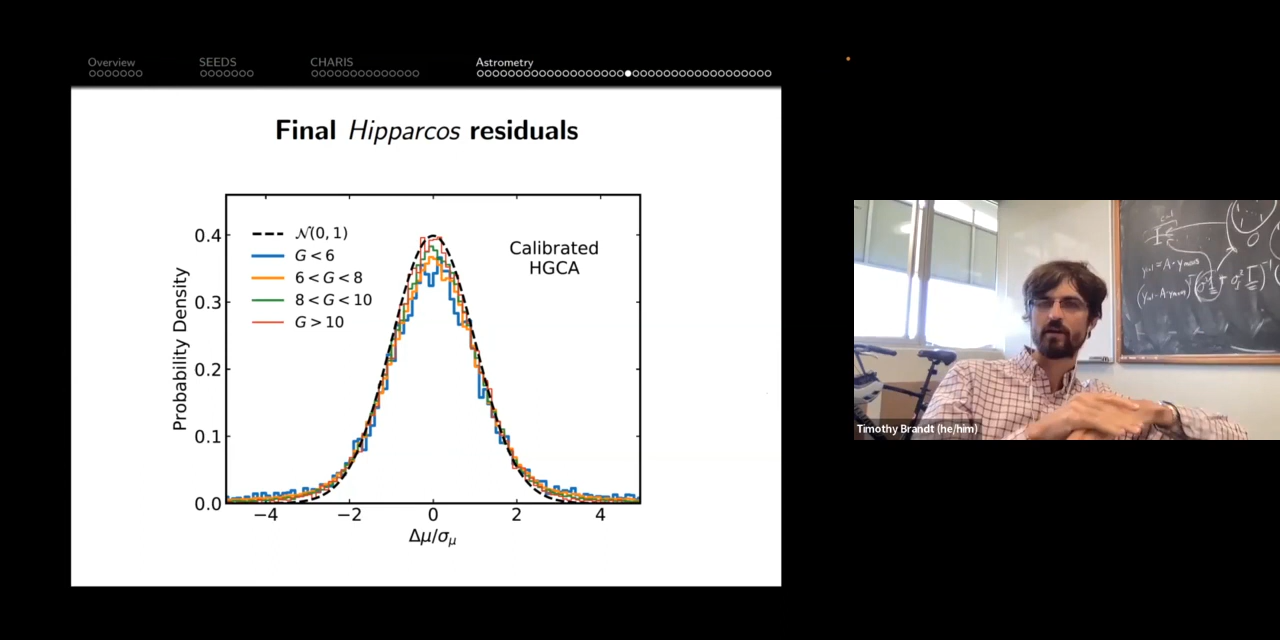 Overview SEEDS CHARIS Astrometry
Final Hipparcos residuals
Probability Density
0.4
0.3
0.2
0.1
0.0
N(0, 1)
G < 6
6 < G < 8
8 < G < 10
G > 10
Calibrated
HGCA
−4 −2 0 2 4
Δμ/σμ
Timothy Brandt (he/him)